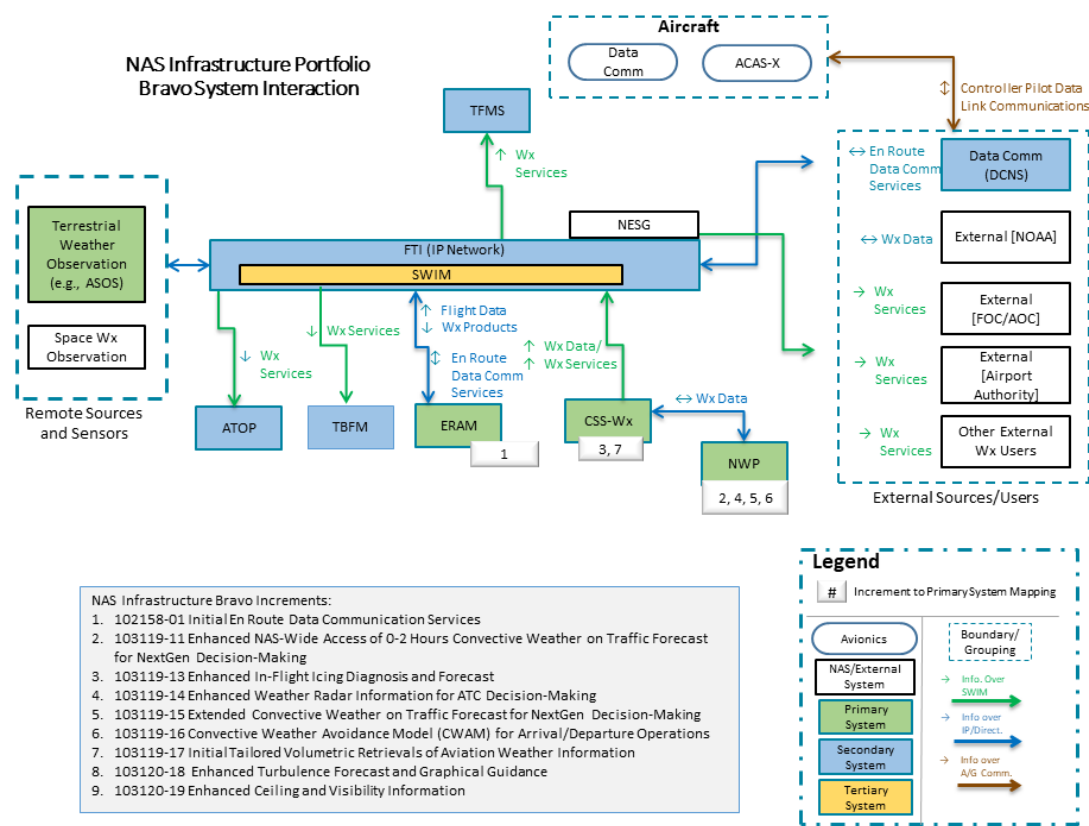 NAS Infrastructure Portfolio
Bravo System Interaction
Aircraft
Data
Comm
ACAS-X
↕ Controller Pilot Data
Link Communications
TFMS
↑ Wx
Services
Terrestrial
Weather
Observation
(e.g., ASOS)
Space Wx
Observation
Remote Sources
and Sensors
NESG
FTI (IP Network)
SWIM
↓ Wx
Services
↓ Wx Services
↑ Flight Data
↓ Wx Products
↕ En Route
Data Comm
Services
↑ Wx Data/
↑ Wx Services
↔ Wx Data
ATOP
TBFM
ERAM
1
CSS-Wx
3, 7
NWP
2, 4, 5, 6
↔ En Route
Data Comm
Services
Data Comm
(DCNS)
↔ Wx Data
External [NOAA]
→ Wx
Services
External
[FOC/AOC]
→ Wx
Services
External
[Airport
Authority]
→ Wx
Services
Other External
Wx Users
External Sources/Users
NAS Infrastructure Bravo Increments:
1. 102158-01 Initial En Route Data Communication Services
2. 103119-11 Enhanced NAS-Wide Access of 0-2 Hours Convective Weather on Traffic Forecast
for NextGen Decision-Making
3. 103119-13 Enhanced In-Flight Icing Diagnosis and Forecast
4. 103119-14 Enhanced Weather Radar Information for ATC Decision-Making
5. 103119-15 Extended Convective Weather on Traffic Forecast for NextGen Decision-Making
6. 103119-16 Convective Weather Avoidance Model (CWAM) for Arrival/Departure Operations
7. 103119-17 Initial Tailored Volumetric Retrievals of Aviation Weather Information
8. 103120-18 Enhanced Turbulence Forecast and Graphical Guidance
9. 103120-19 Enhanced Ceiling and Visibility Information
Legend
# Increment to Primary System Mapping
Avionics
NAS/External
System
Primary
System
Secondary
System
Tertiary
System
Boundary/
Grouping
→ Info. Over
SWIM
→ Info over
IP/Direct.
→ Info over
A/G Comm.